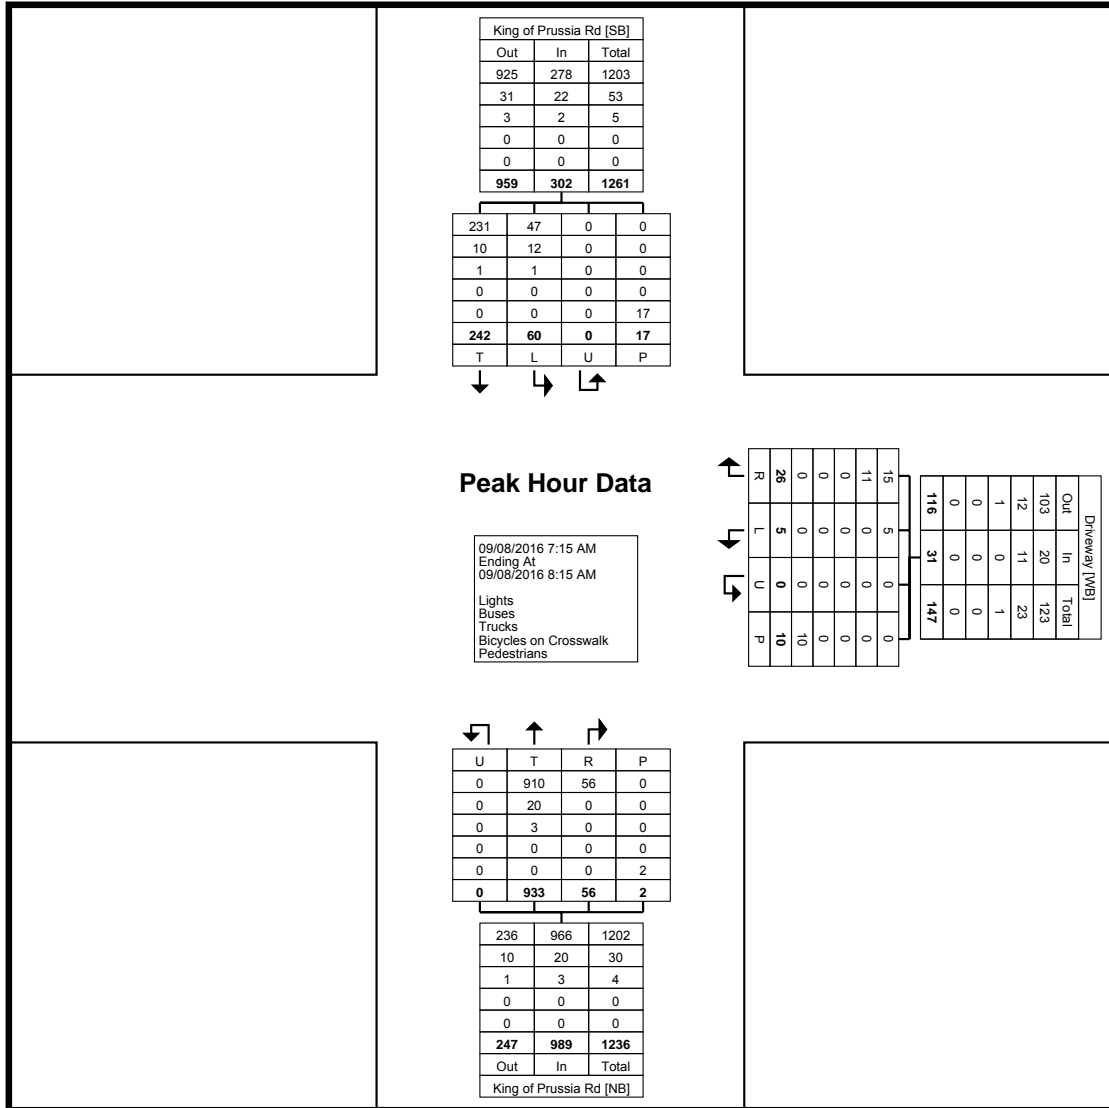 King of Prussia Rd [SB]
Out In Total
925 278 1203
31 22 53
3 2 5
0 0 0
0 0 0
959 302 1261
231 47 0 0
10 12 0 0
1 1 0 0
0 0 0 0
0 0 0 17
242 60 0 17
T L U P
Peak Hour Data
09/08/2016 7:15 AM
Ending At
09/08/2016 8:15 AM
Lights
Buses
Trucks
Bicycles on Crosswalk
Pedestrians
Driveway [WB]
Out In Total
103 20 123
12 11 23
1 0 1
0 0 0
0 0 0
116 31 147
15 5 0 0
11 0 0 0
0 0 0 0
0 0 0 0
0 0 0 10
26 5 0 10
R L U P
U T R P
0 910 56 0
0 20 0 0
0 3 0 0
0 0 0 0
0 0 0 2
0 933 56 2
236 966 1202
10 20 30
1 3 4
0 0 0
0 0 0
247 989 1236
Out In Total
King of Prussia Rd [NB]